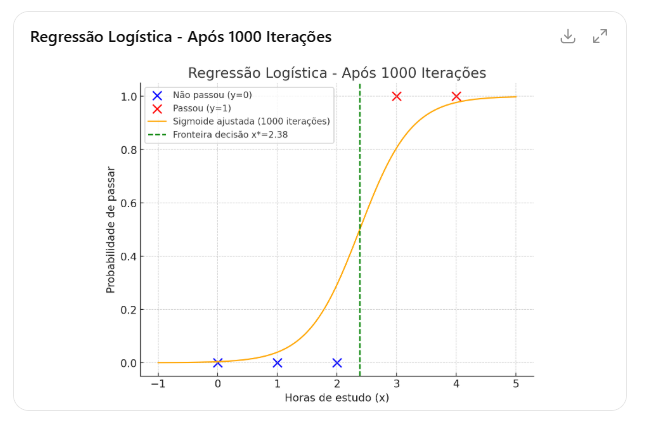 Regressão Logística - Após 1000 Iterações
Regressão Logística - Após 1000 Iterações
Não passou (y=0)
Passou (y=1)
Sigmoide ajustada (1000 iterações)
Fronteira decisão x*=2.38
Probabilidade de passar
1.0
0.8
0.6
0.4
0.2
0.0
−1 0 1 2 3 4 5
Horas de estudo (x)